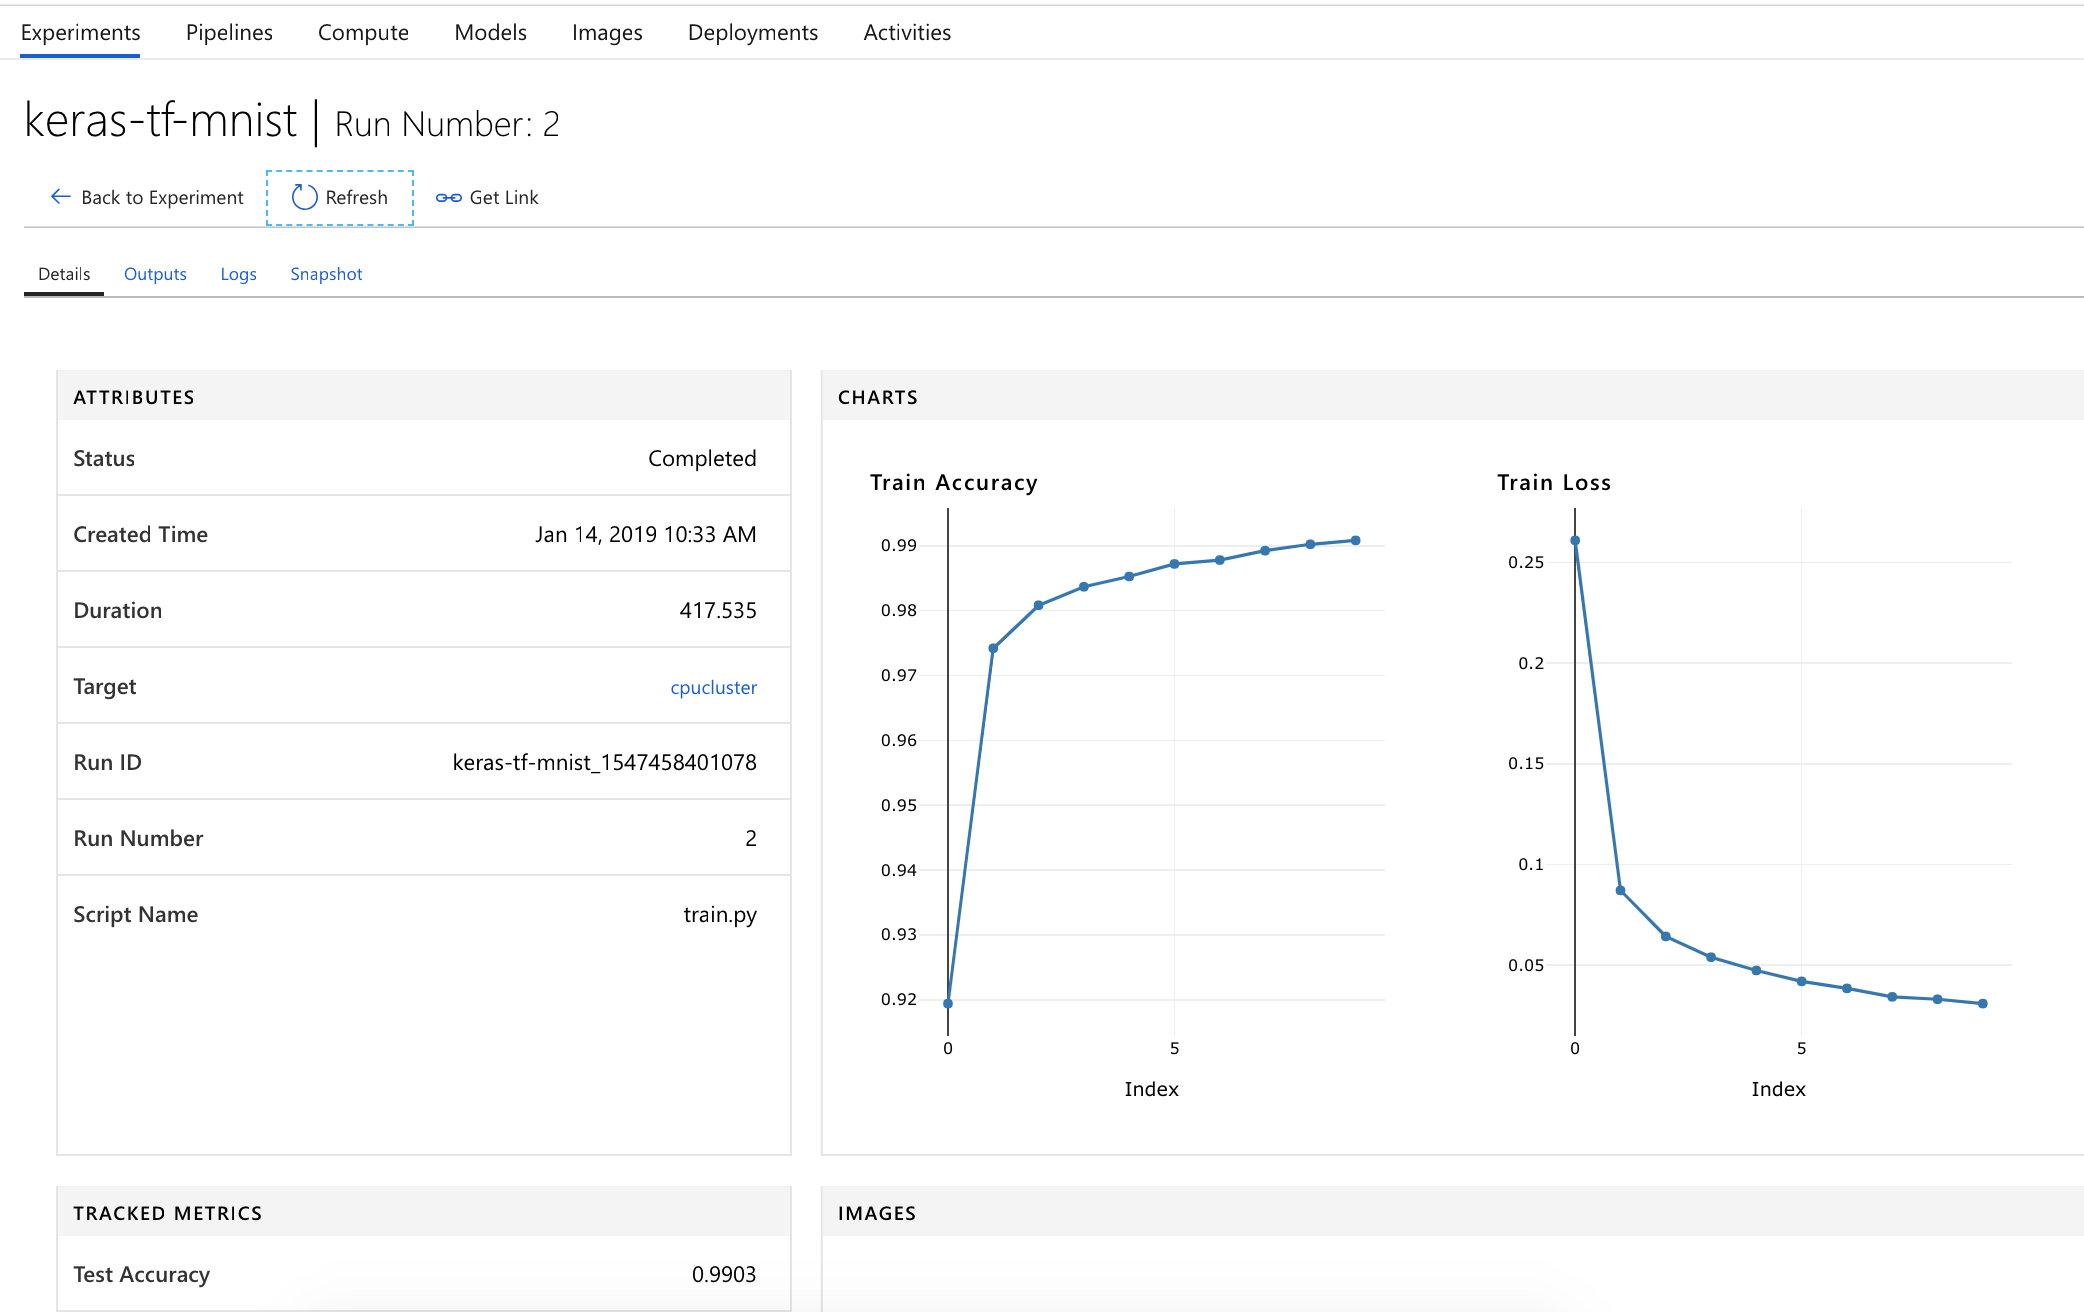 Experiments Pipelines Compute Models Images Deployments Activities
keras-tf-mnist | Run Number: 2
Back to Experiment Refresh Get Link
Details Outputs Logs Snapshot
ATTRIBUTES
Status Completed
Created Time Jan 14, 2019 10:33 AM
Duration 417.535
Target cpucluster
Run ID keras-tf-mnist_1547458401078
Run Number 2
Script Name train.py
CHARTS
Train Accuracy
0.99
0.98
0.97
0.96
0.95
0.94
0.93
0.92
0 5
Index
Train Loss
0.25
0.2
0.15
0.1
0.05
0 5
Index
TRACKED METRICS
Test Accuracy 0.9903
IMAGES